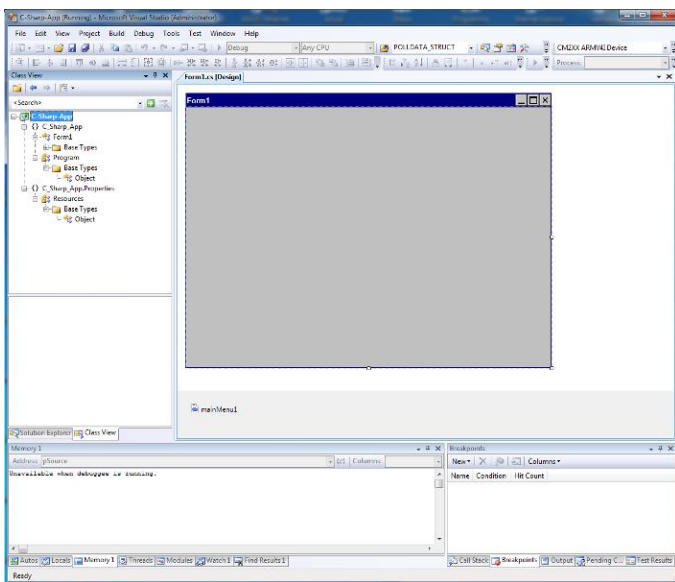 C-Sharp-App (Running) - Microsoft Visual Studio (Administrator)
File Edit View Project Build Debug Tools Test Window Help
Debug Any CPU POLLDATA_STRUCT CM2XX ARMV4I Device
Process:
Class View
Form1.cs [Design]
<Search>
C-Sharp-App
{} C_Sharp_App
Form1
Base Types
Program
Base Types
Object
{} C_Sharp_App.Properties
Resources
Base Types
Object
Form1
mainMenu1
Solution Explorer Class View
Memory 1
Address: pSource Columns:
Unavailable when debuggee is running.
Breakpoints
New Columns
Name Condition Hit Count
Autos Locals Memory 1 Threads Modules Watch 1 Find Results 1
Call Stack Breakpoints Output Pending C... Test Results
Ready